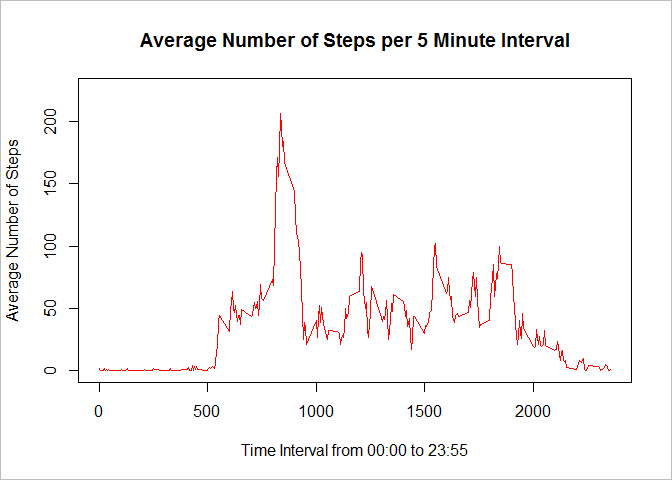 Average Number of Steps per 5 Minute Interval
Average Number of Steps
200
150
100
50
0
0 500 1000 1500 2000
Time Interval from 00:00 to 23:55